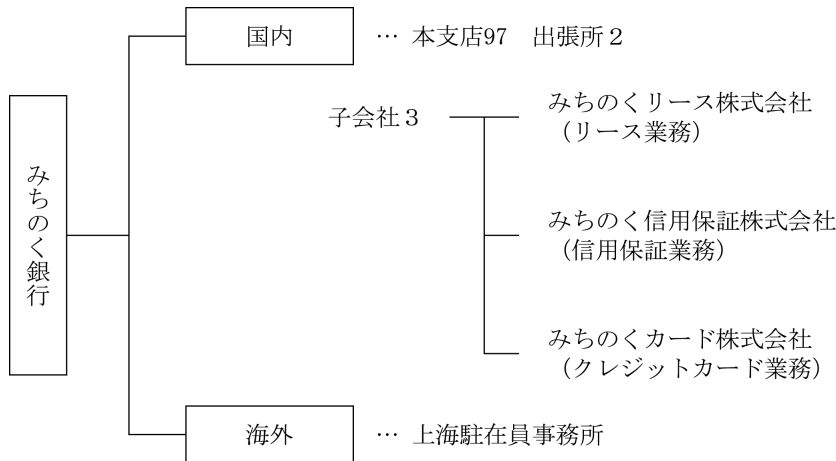 国内
… 本支店97 出張所2
子会社3
みちのくリース株式会社
（リース業務）
みちのく銀行
みちのく信用保証株式会社
（信用保証業務）
みちのくカード株式会社
（クレジットカード業務）
海外
… 上海駐在員事務所